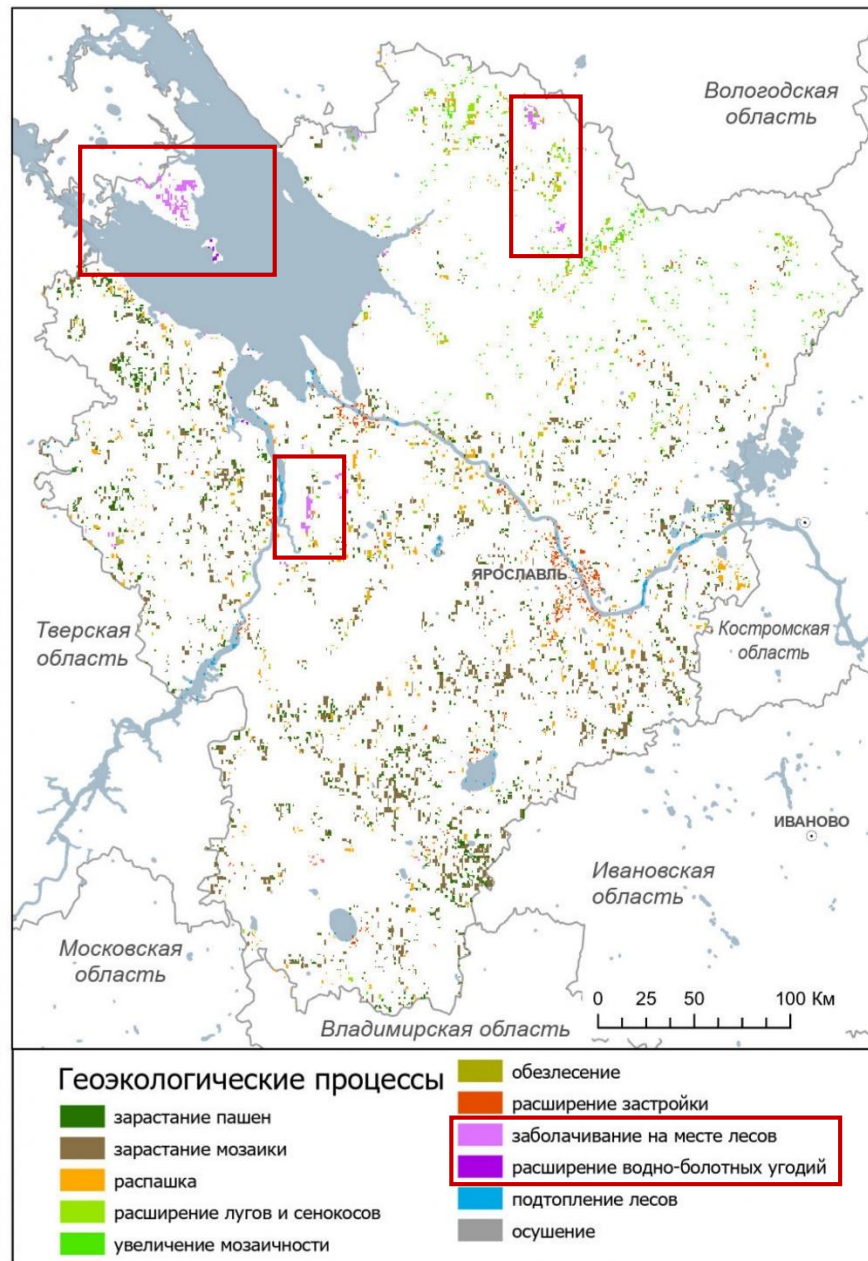 Вологодская
область
ЯРОСЛАВЛЬ
Тверская
область
Костромская
область
ИВАНОВО
Ивановская
область
Московская
область
0 25 50 100 Км
Владимирская область
Геоэкологические процессы
зарастание пашен
зарастание мозаики
распашка
расширение лугов и сенокосов
увеличение мозаичности
обезлесение
расширение застройки
заболачивание на месте лесов
расширение водно-болотных угодий
подтопление лесов
осушение